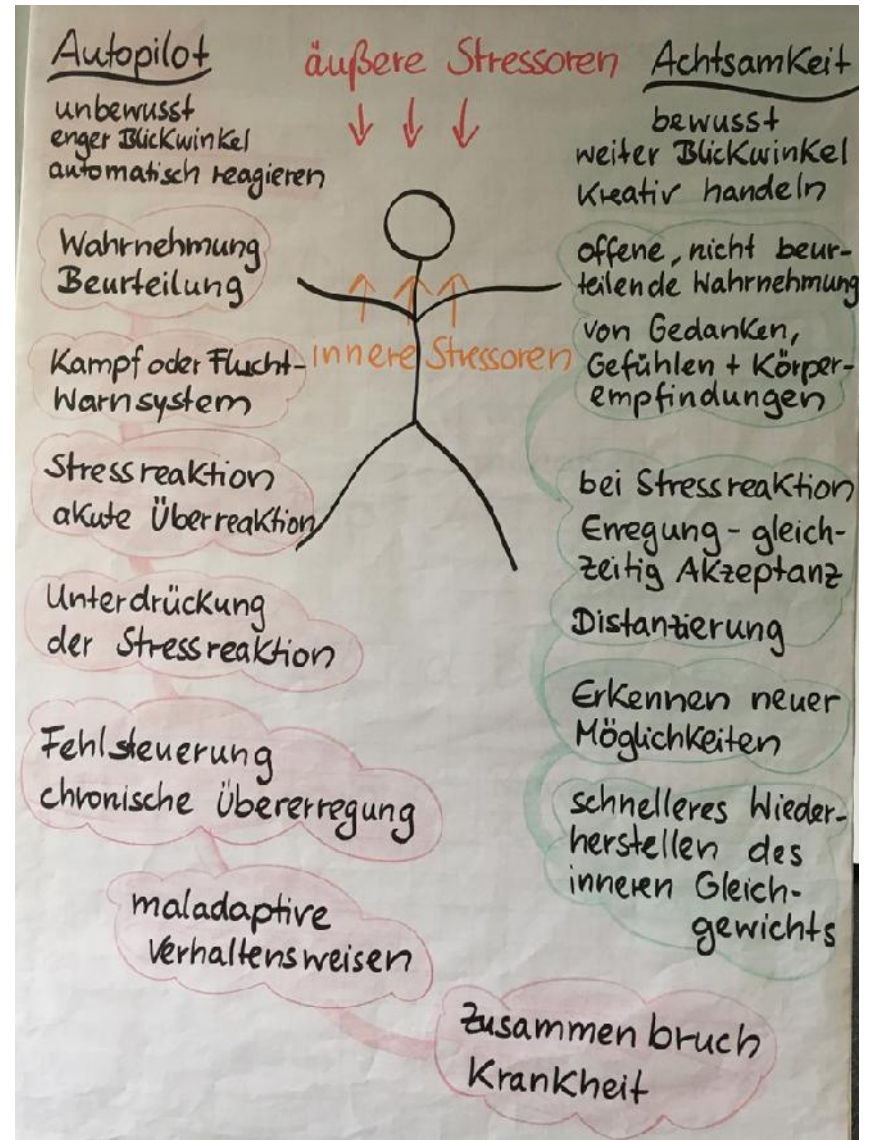 Autopilot
unbewusst
enger Blickwinkel
automatisch reagieren
Wahrnehmung
Beurteilung
Kampf oder Flucht-
Warnsystem
Stressreaktion
akute Überreaktion
Unterdrückung
der Stressreaktion
Fehlsteuerung
chronische Übererregung
maladaptive
Verhaltensweisen
Zusammenbruch
Krankheit
äußere Stressoren
innere Stressoren
Achtsamkeit
bewusst
weiter Blickwinkel
Kreativ handeln
offene, nicht beur-
teilende Wahrnehmung
von Gedanken,
Gefühlen + Körper-
empfindungen
bei Stressreaktion
Erregung - gleich-
zeitig Akzeptanz
Distanzierung
Erkennen neuer
Möglichkeiten
schnelleres Wieder-
herstellen des
inneren Gleich-
gewichts